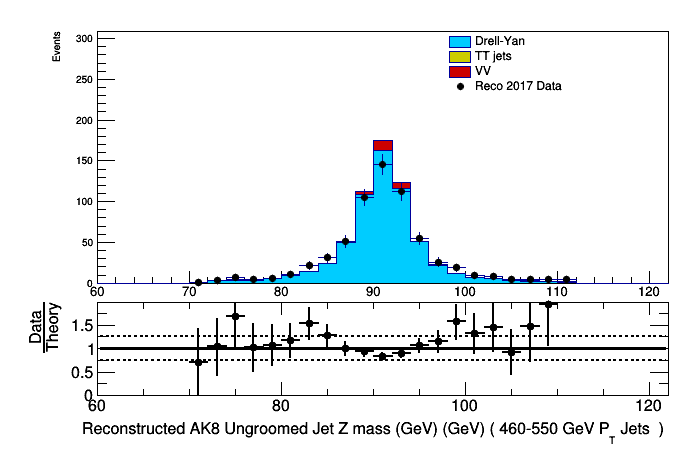 Events
300
250
200
150
100
50
0
Drell-Yan
TT jets
VV
Reco 2017 Data
60 70 80 90 100 110 120
Data
Theory
1.5
1
0.5
0
60 80 100 120
Reconstructed AK8 Ungroomed Jet Z mass (GeV) (GeV) ( 460-550 GeV P_T Jets )